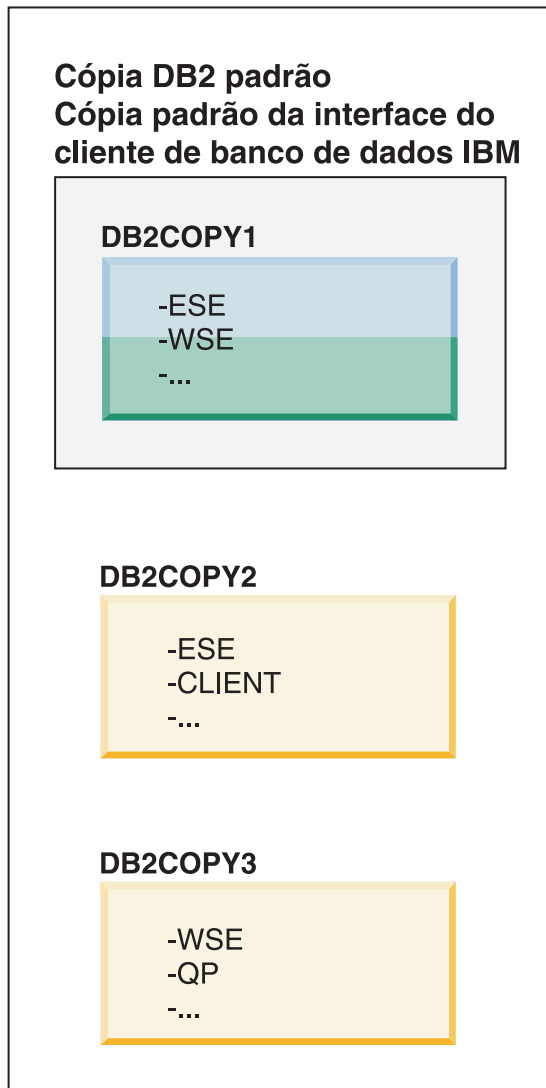 Cópia DB2 padrão
Cópia padrão da interface do
cliente de banco de dados IBM
DB2COPY1
-ESE
-WSE
-...
DB2COPY2
-ESE
-CLIENT
-...
DB2COPY3
-WSE
-QP
-...